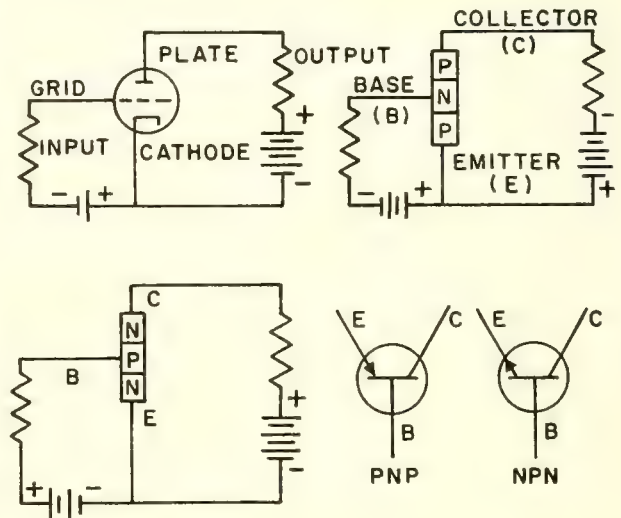 PLATE
OUTPUT
GRID
INPUT
CATHODE
- +
+
-
COLLECTOR
(C)
BASE
(B)
P
N
P
EMITTER
(E)
- +
-
+
C
N
P
N
B
E
+ -
+
-
E C
B
PNP
E C
B
NPN